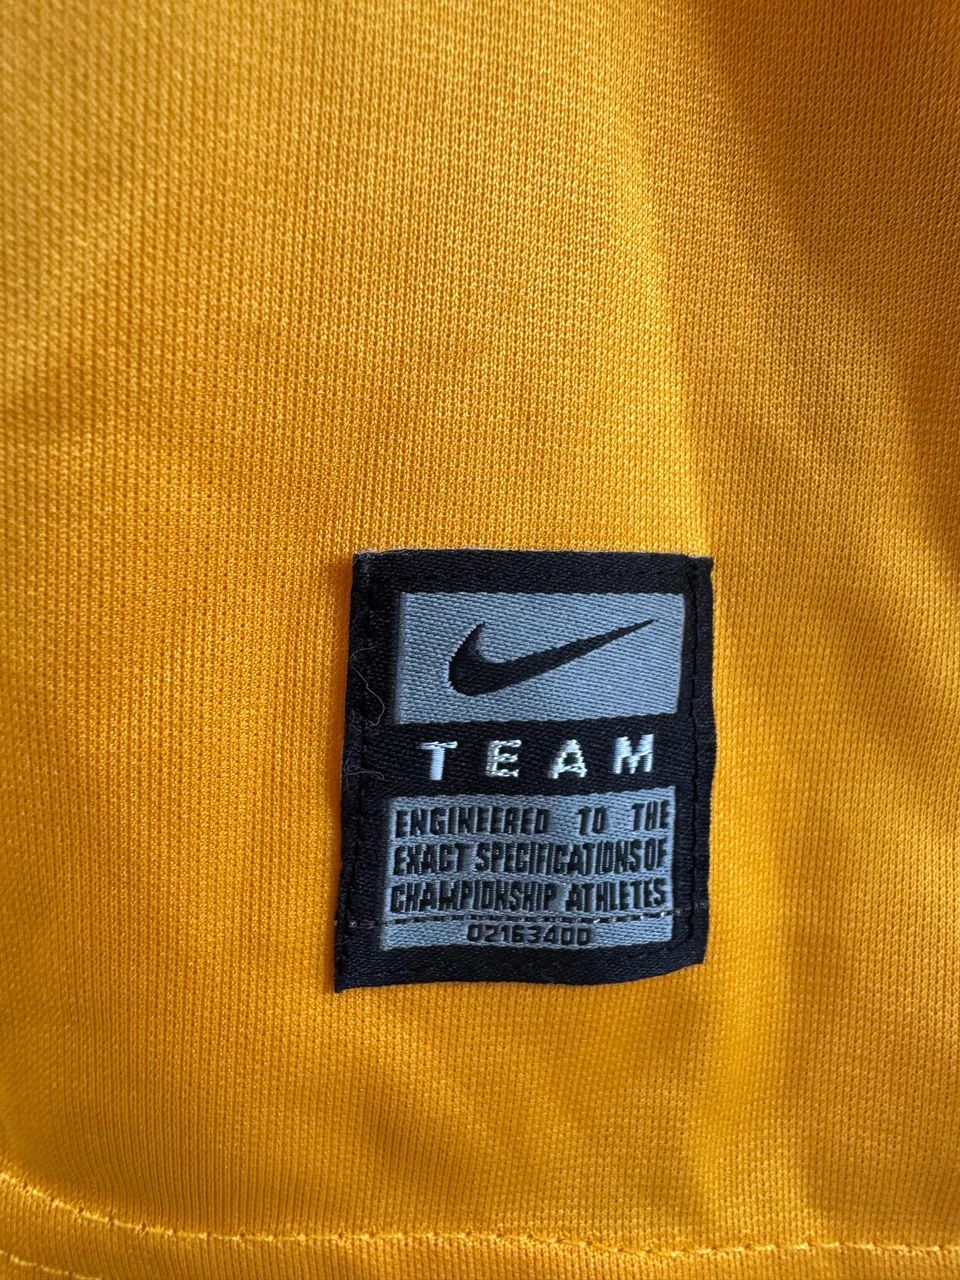 TEAM
ENGINEERED TO THE
EXACT SPECIFICATIONS OF
CHAMPIONSHIP ATHLETES
02163400